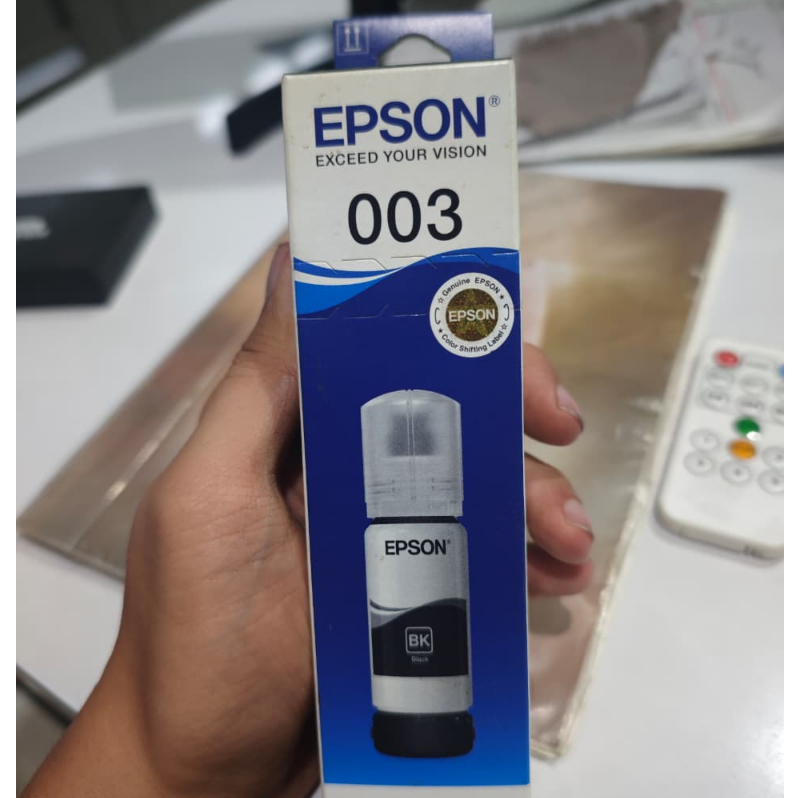 EPSON®
EXCEED YOUR VISION
003
Genuine EPSON
EPSON
Color Shifting Label
EPSON®
BK
Black